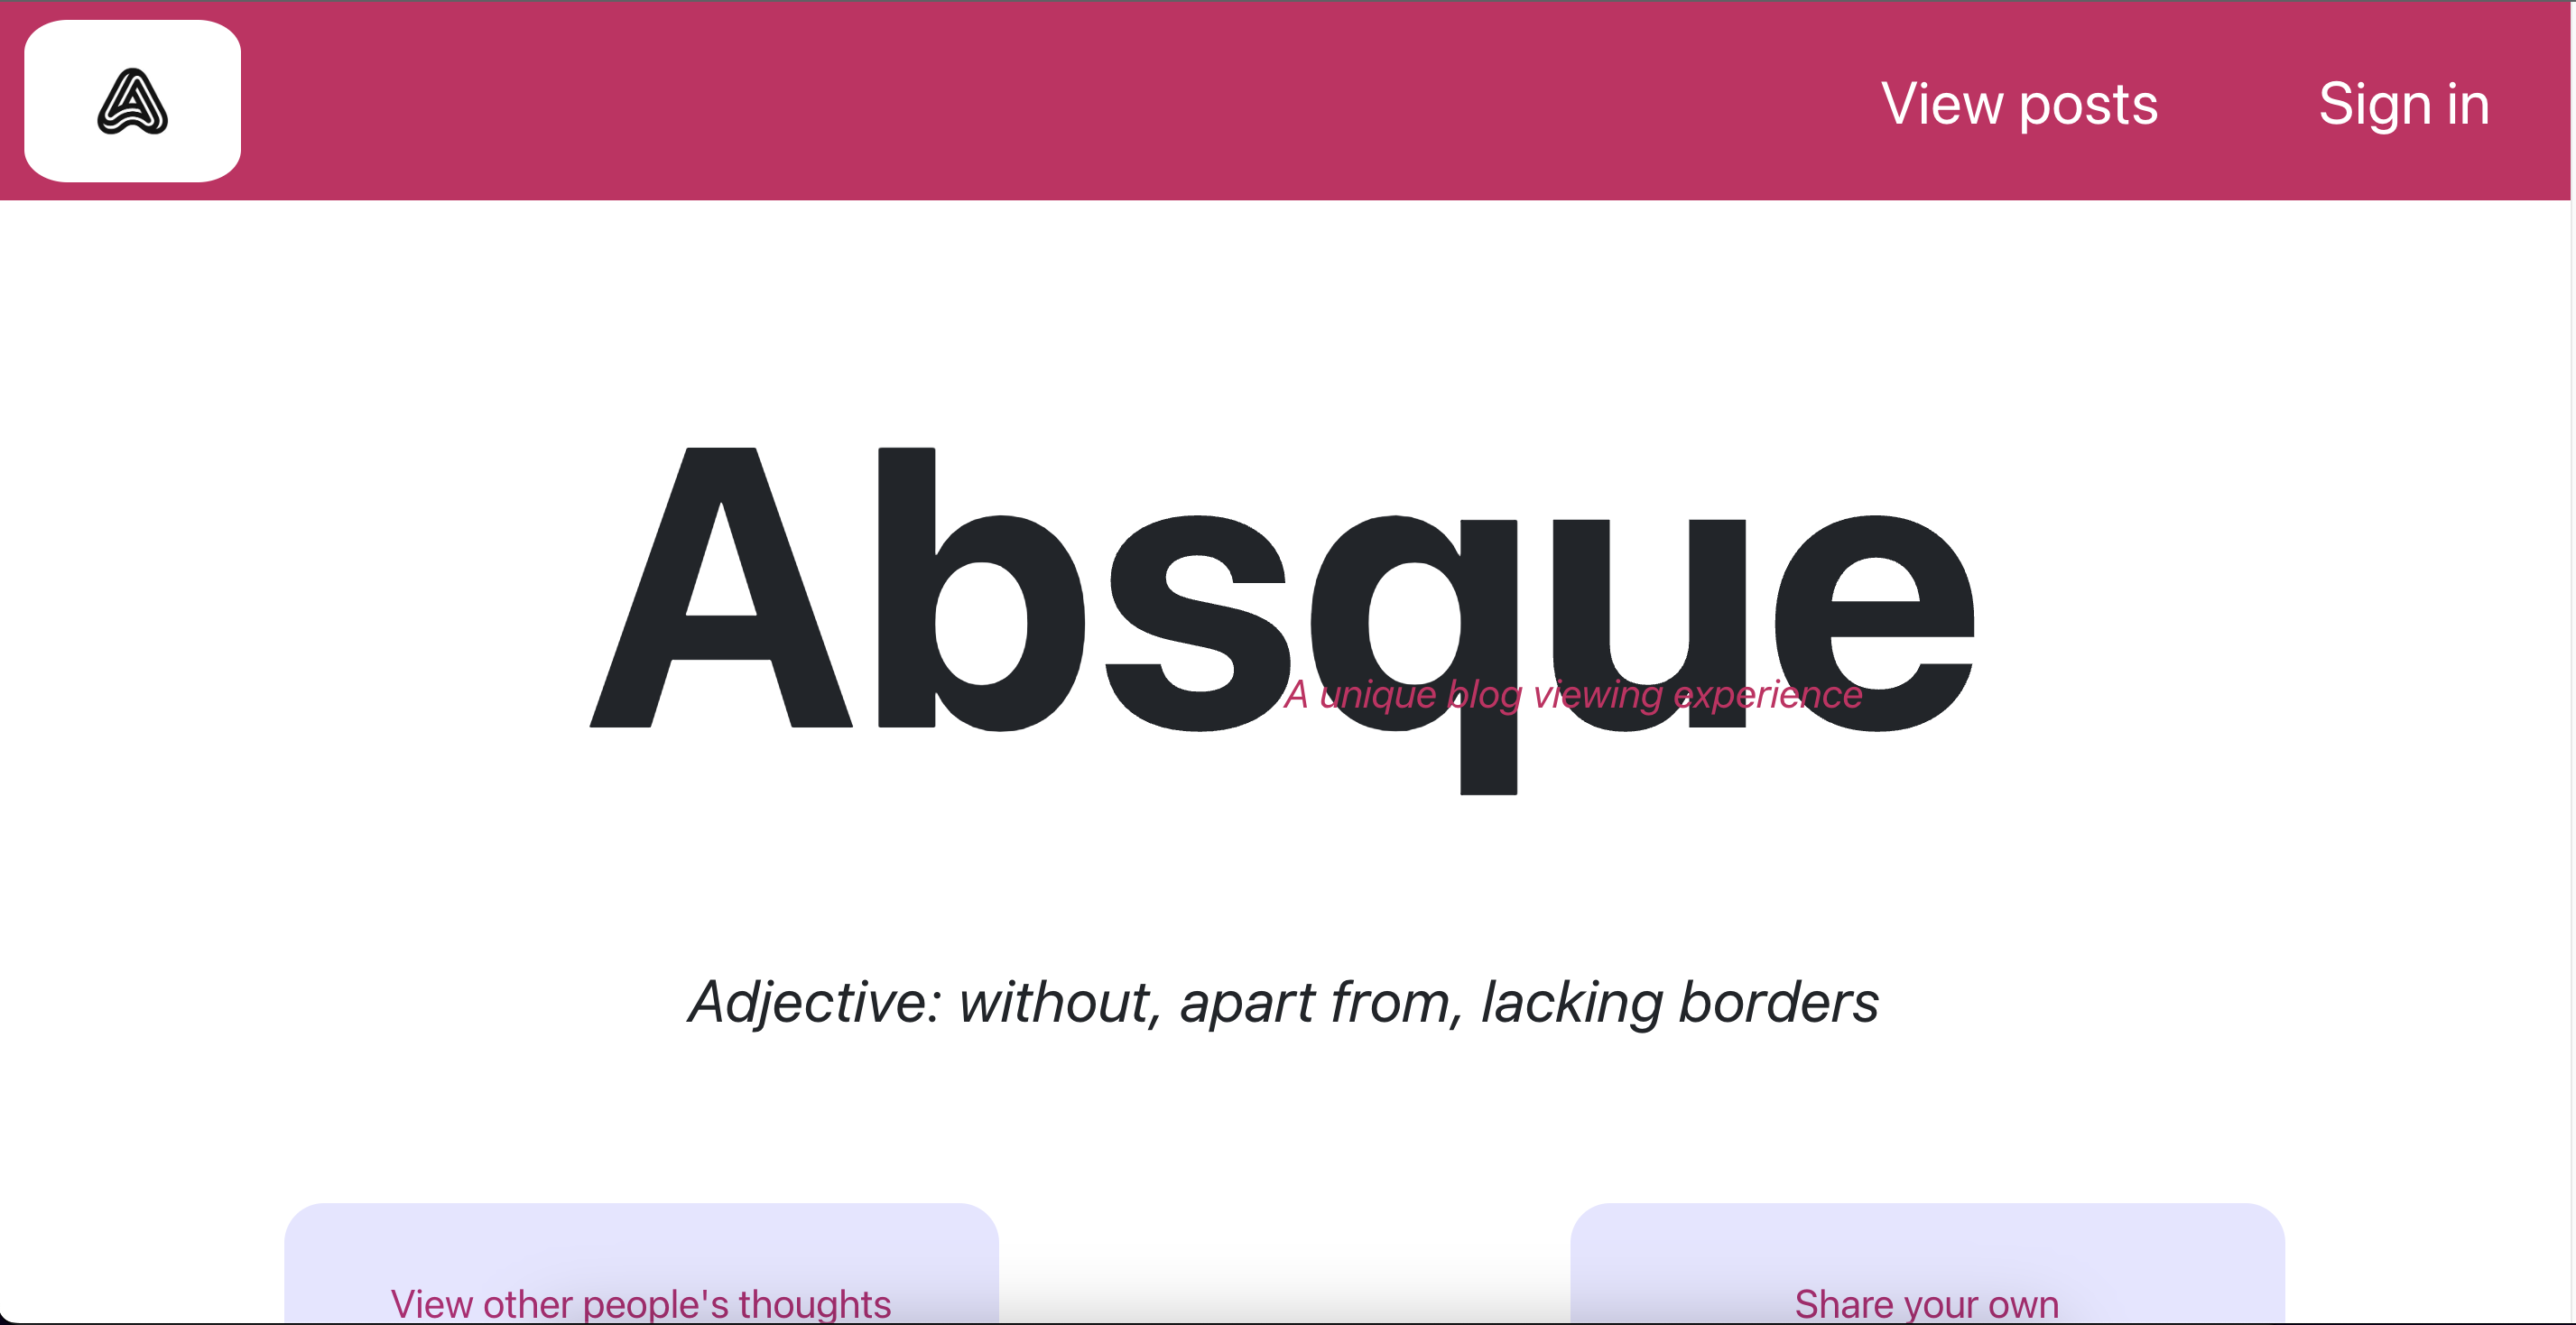 View posts
Sign in
Absque
A unique blog viewing experience
Adjective: without, apart from, lacking borders
View other people's thoughts
Share your own